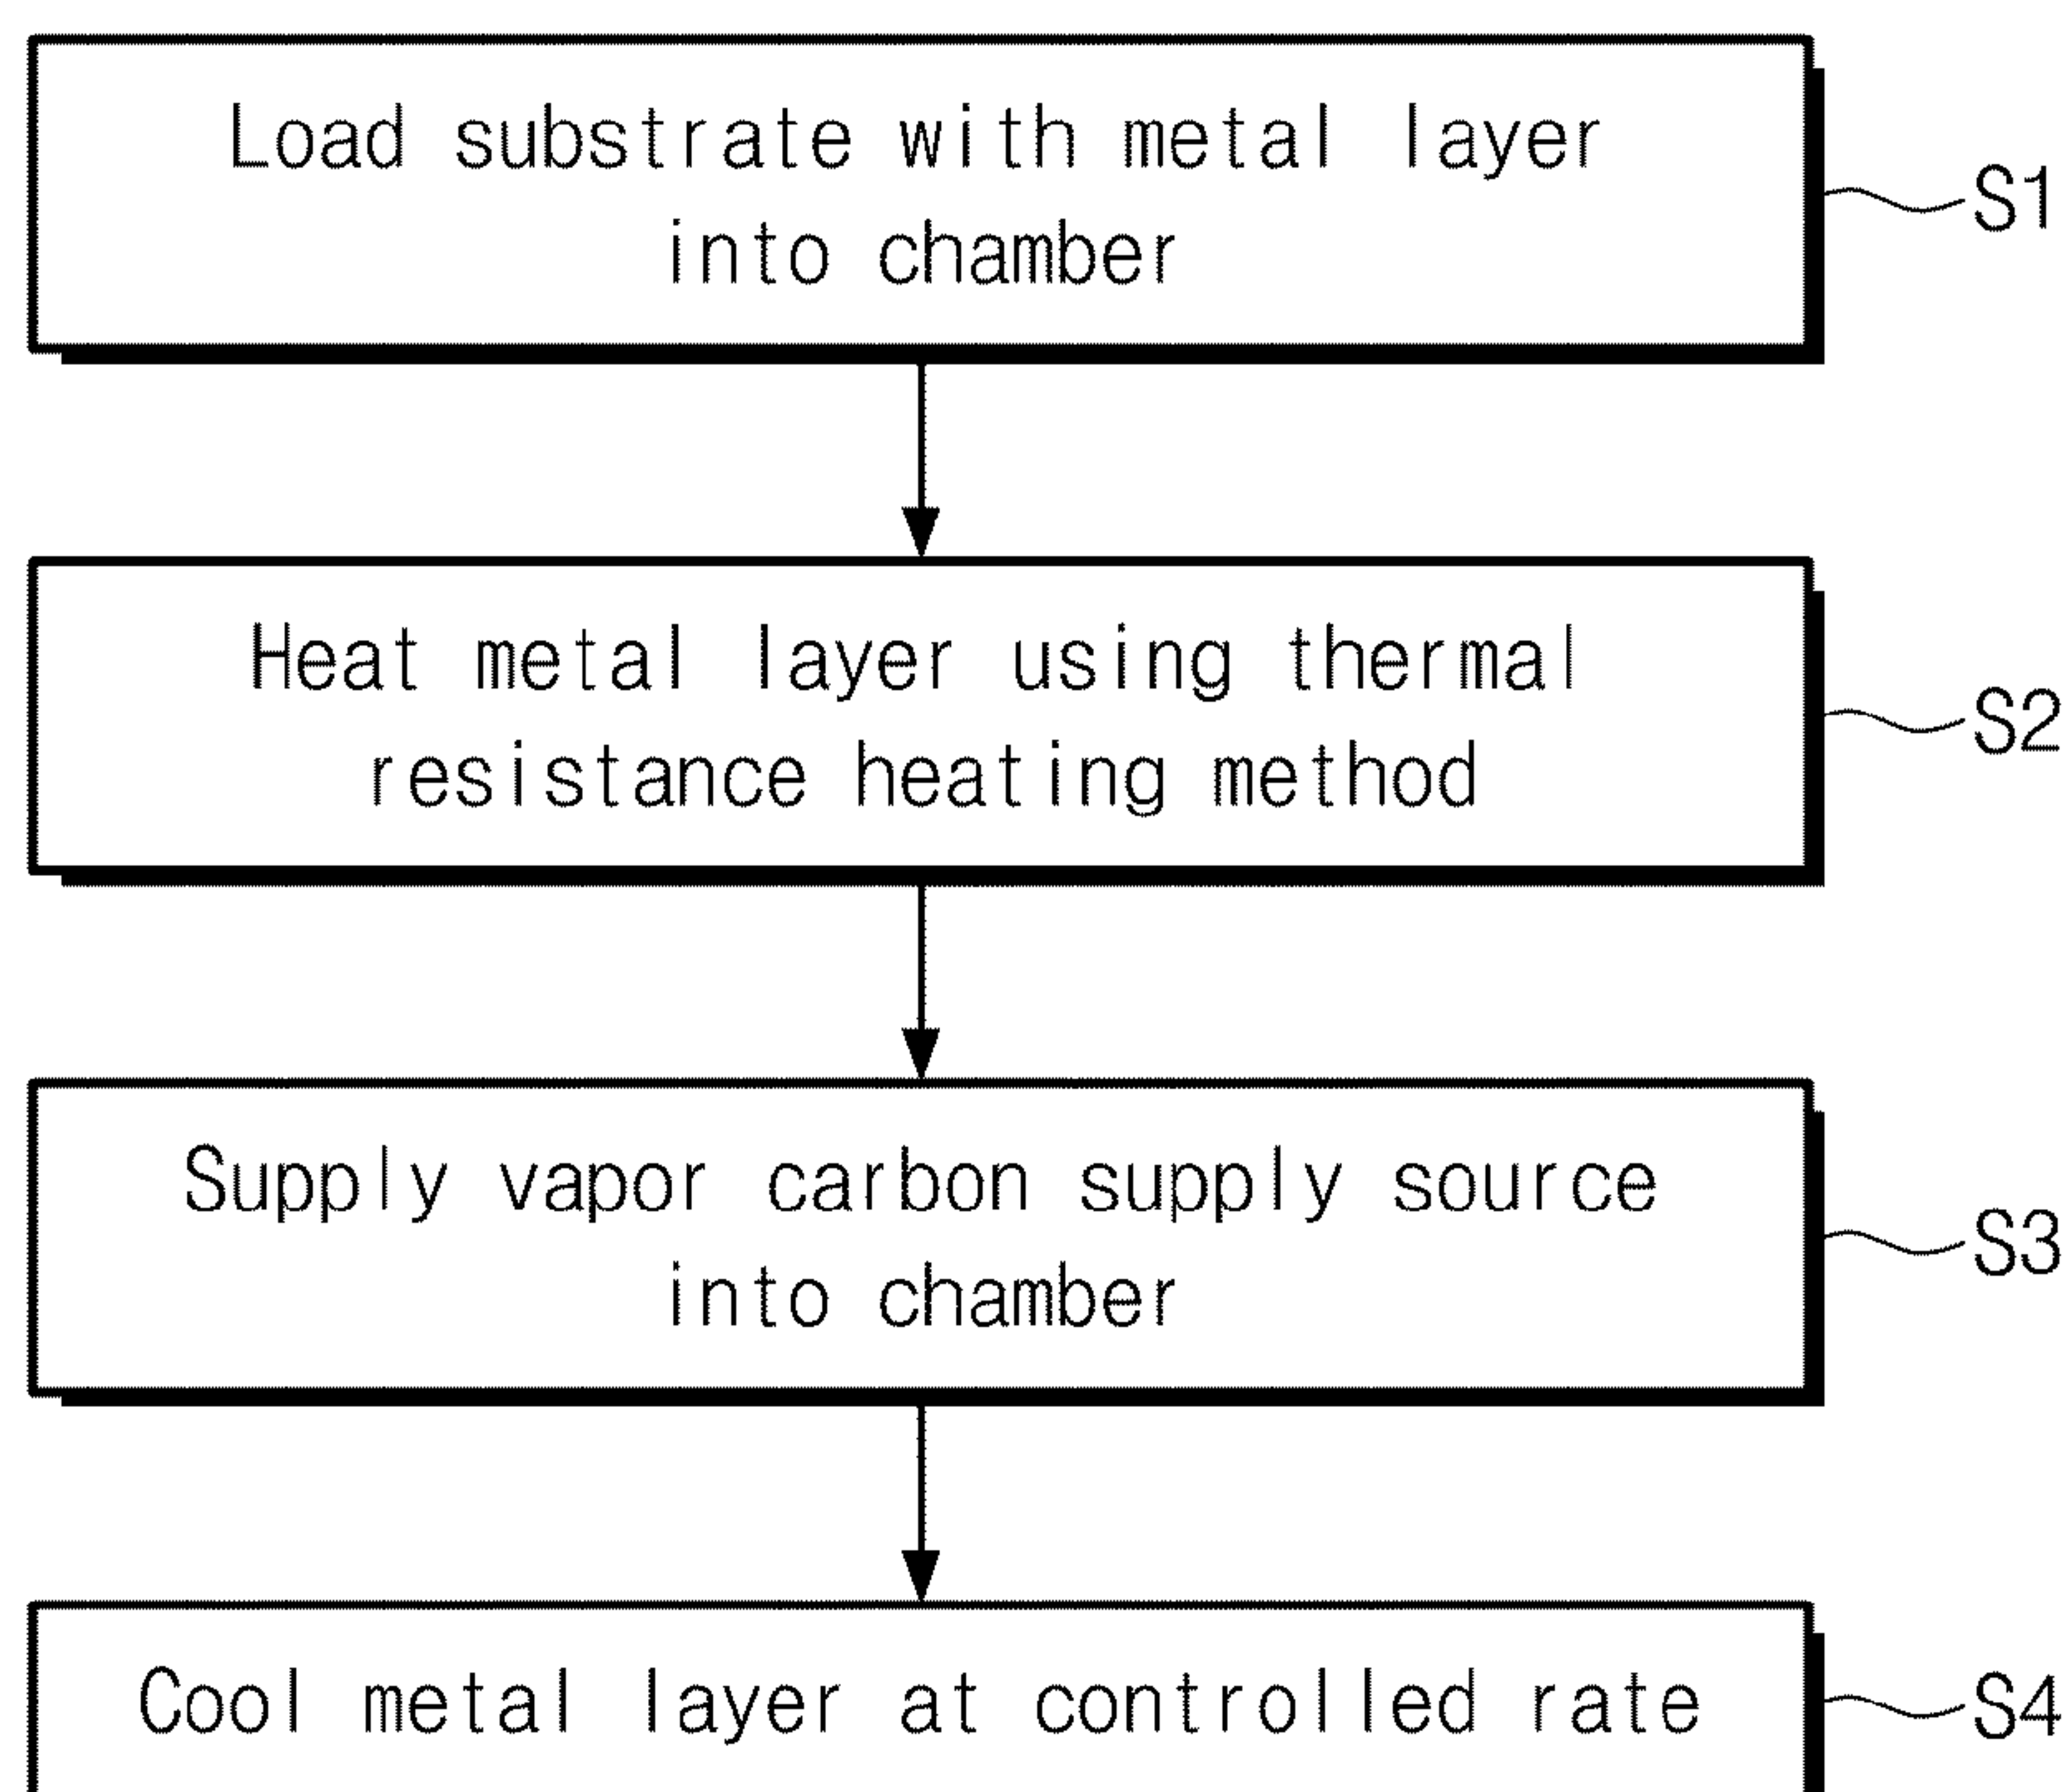 Load substrate with metal layer
into chamber
S1
Heat metal layer using thermal
resistance heating method
S2
Supply vapor carbon supply source
into chamber
S3
Cool metal layer at controlled rate
S4